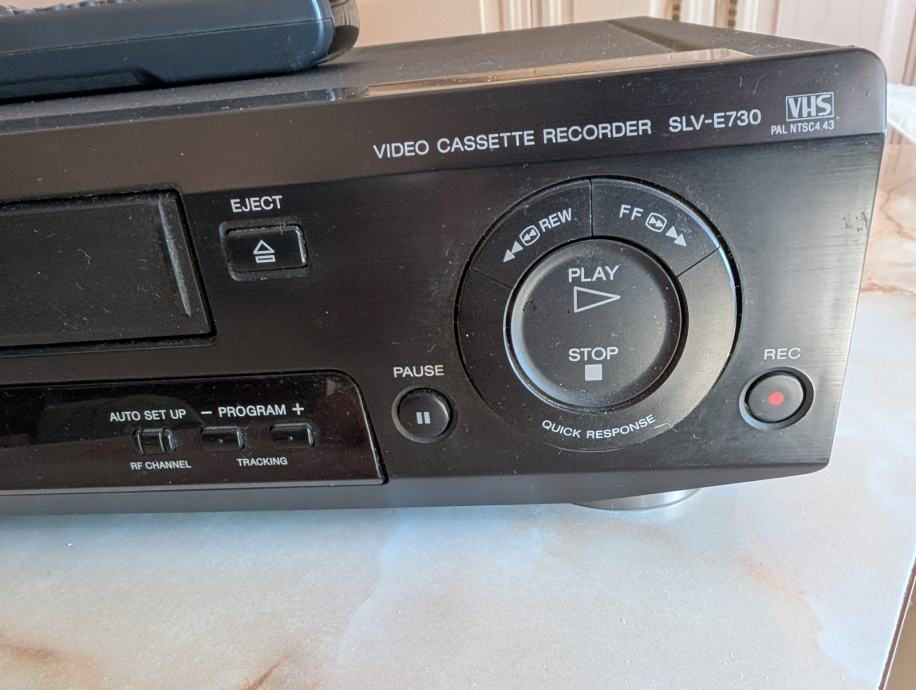 VIDEO CASSETTE RECORDER SLV-E730
VHS
PAL NTSC4.43
EJECT
REW
FF
PLAY
STOP
PAUSE
REC
QUICK RESPONSE
AUTO SET UP
– PROGRAM +
RF CHANNEL
TRACKING